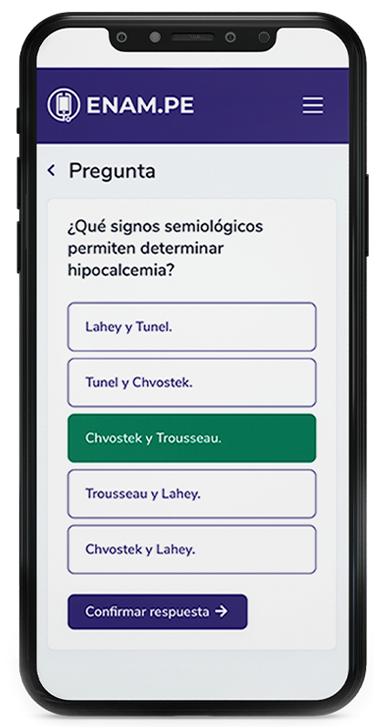 ENAM.PE
Pregunta
¿Qué signos semiológicos
permiten determinar
hipocalcemia?
Lahey y Tunel.
Tunel y Chvostek.
Chvostek y Trousseau.
Trousseau y Lahey.
Chvostek y Lahey.
Confirmar respuesta →